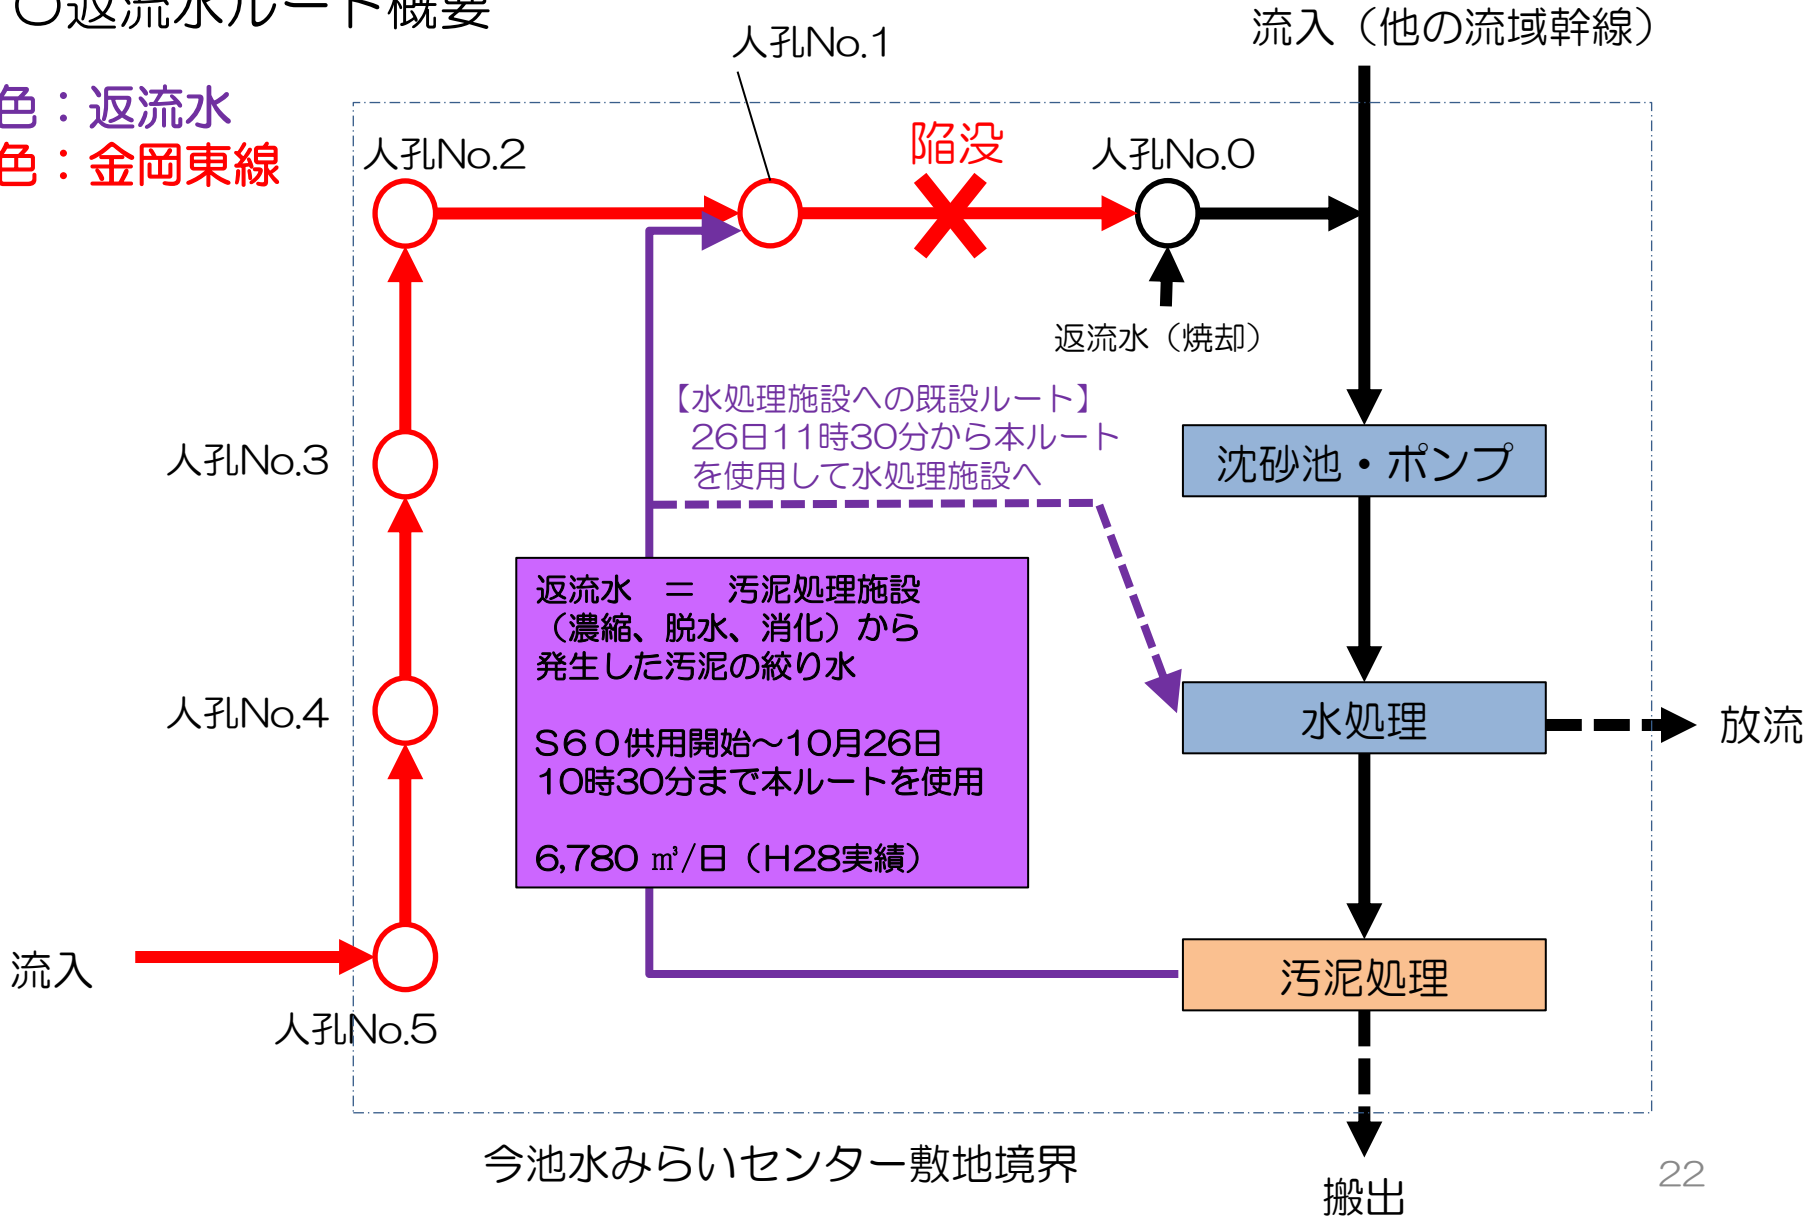 〇返流水ルート概要
色：返流水
色：金岡東線
人孔No.1
流入（他の流域幹線）
人孔No.2
陥没
人孔No.0
返流水（焼却）
【水処理施設への既設ルート】
26日11時30分から本ルート
を使用して水処理施設へ
人孔No.3
沈砂池・ポンプ
返流水　＝　汚泥処理施設
（濃縮、脱水、消化）から
発生した汚泥の絞り水
S６０供用開始～10月26日
10時30分まで本ルートを使用
6,780 ㎥/日（H28実績）
人孔No.4
水処理
放流
流入
汚泥処理
人孔No.5
今池水みらいセンター敷地境界
搬出
22